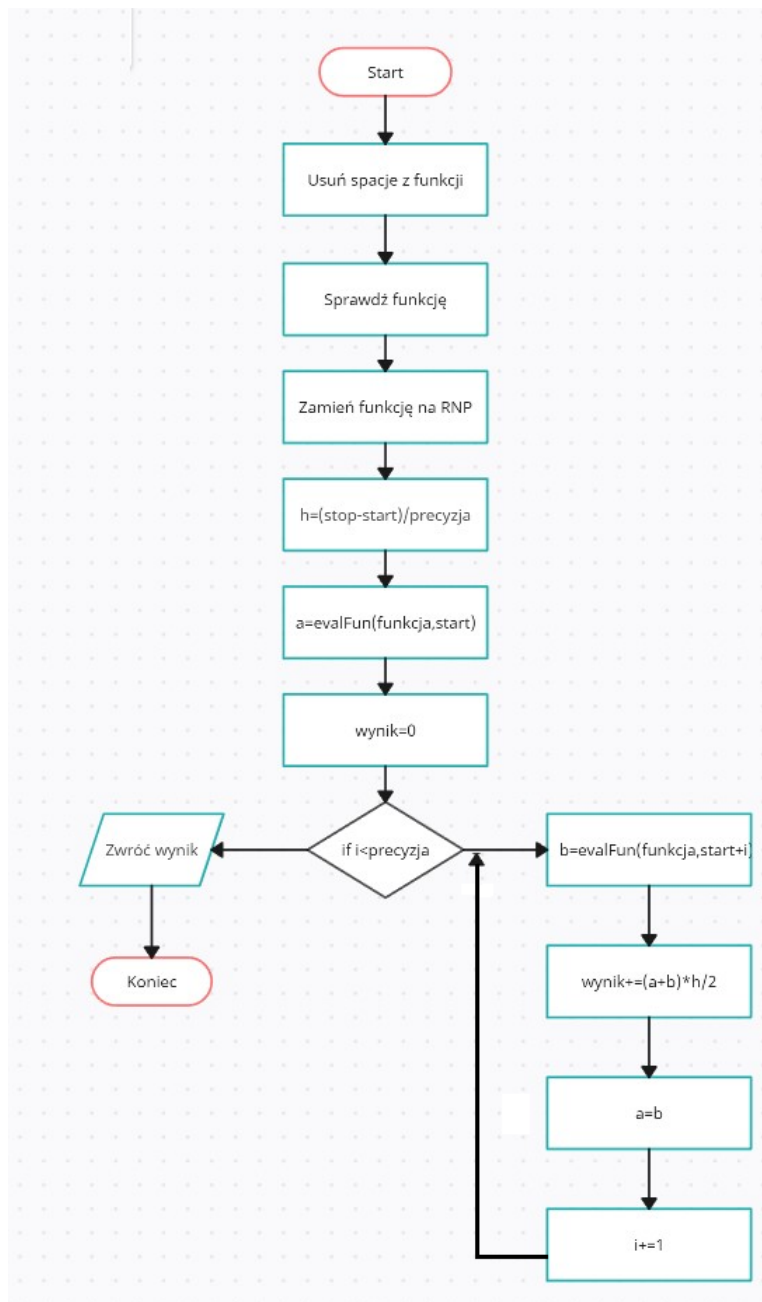 Start
Usuń spacje z funkcji
Sprawdź funkcję
Zamień funkcję na RNP
h=(stop-start)/precyzja
a=evalFun(funkcja,start)
wynik=0
if i<precyzja
Zwróć wynik
Koniec
b=evalFun(funkcja,start+i)
wynik+=(a+b)*h/2
a=b
i+=1